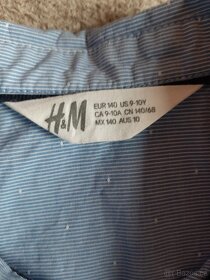 H&M
EUR 140 US 9-10Y
CA 9-10A CN 140/68
MX 140 AUS 10